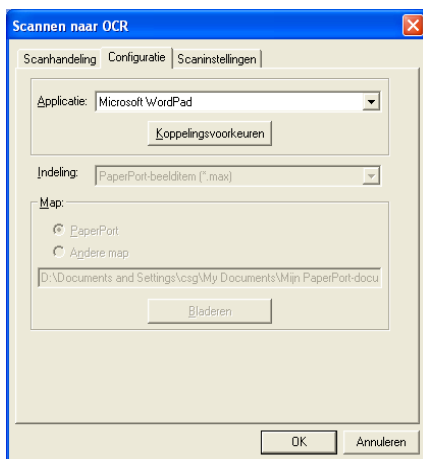 Scannen naar OCR
Scanhandeling Configuratie Scaninstellingen
Applicatie: Microsoft WordPad
Koppelingsvoorkeuren
Indeling: PaperPort-beelditem (*.max)
Map:
PaperPort
Andere map
D:\Documents and Settings\csg\My Documents\Mijn PaperPort-docu
Bladeren
OK Annuleren